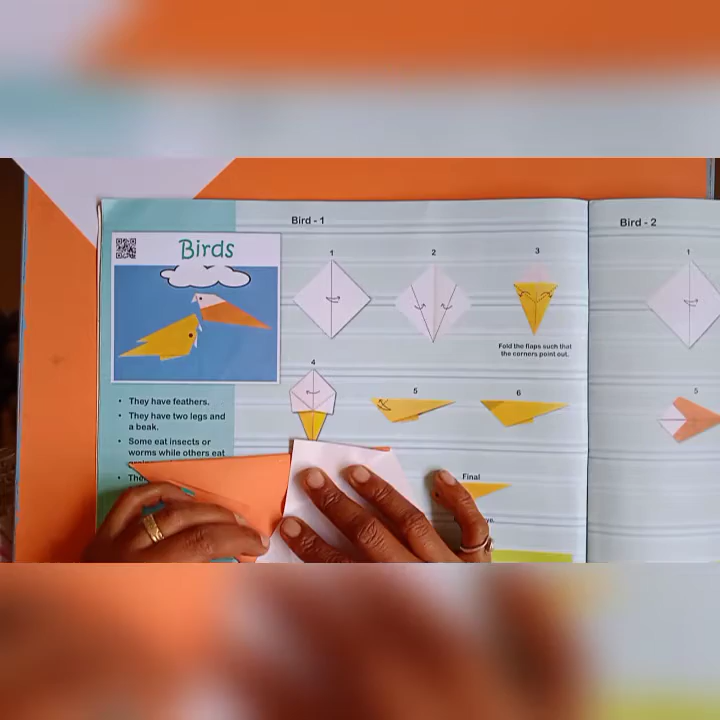 Bird - 1
Bird - 2
Birds
1
2
3
Fold the flaps such that
the corners point out.
4
5
6
Final
1
5
• They have feathers.
• They have two legs and
a beak.
• Some eat insects or
worms while others eat